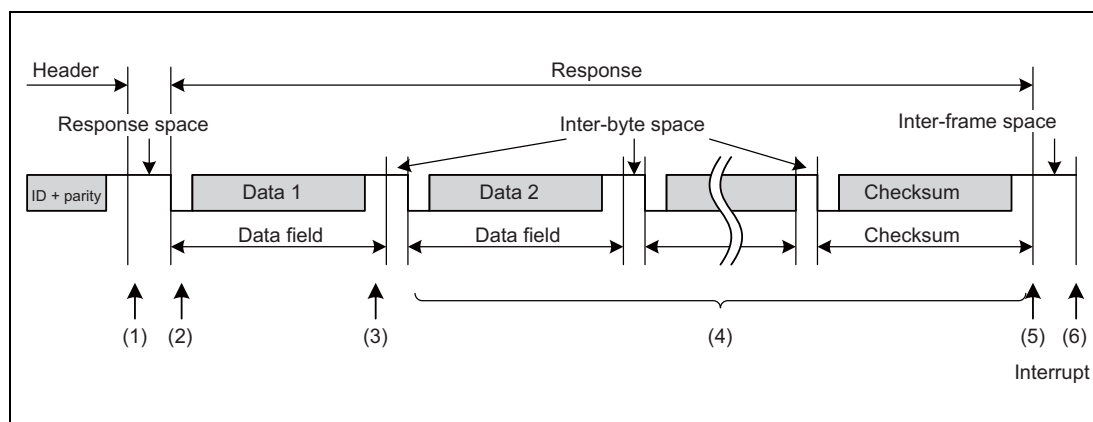 Header
Response
Response space
Inter-byte space
Inter-frame space
ID + parity
Data 1
Data 2
Checksum
Data field
Data field
Checksum
(1)
(2)
(3)
(4)
(5)
(6)
Interrupt